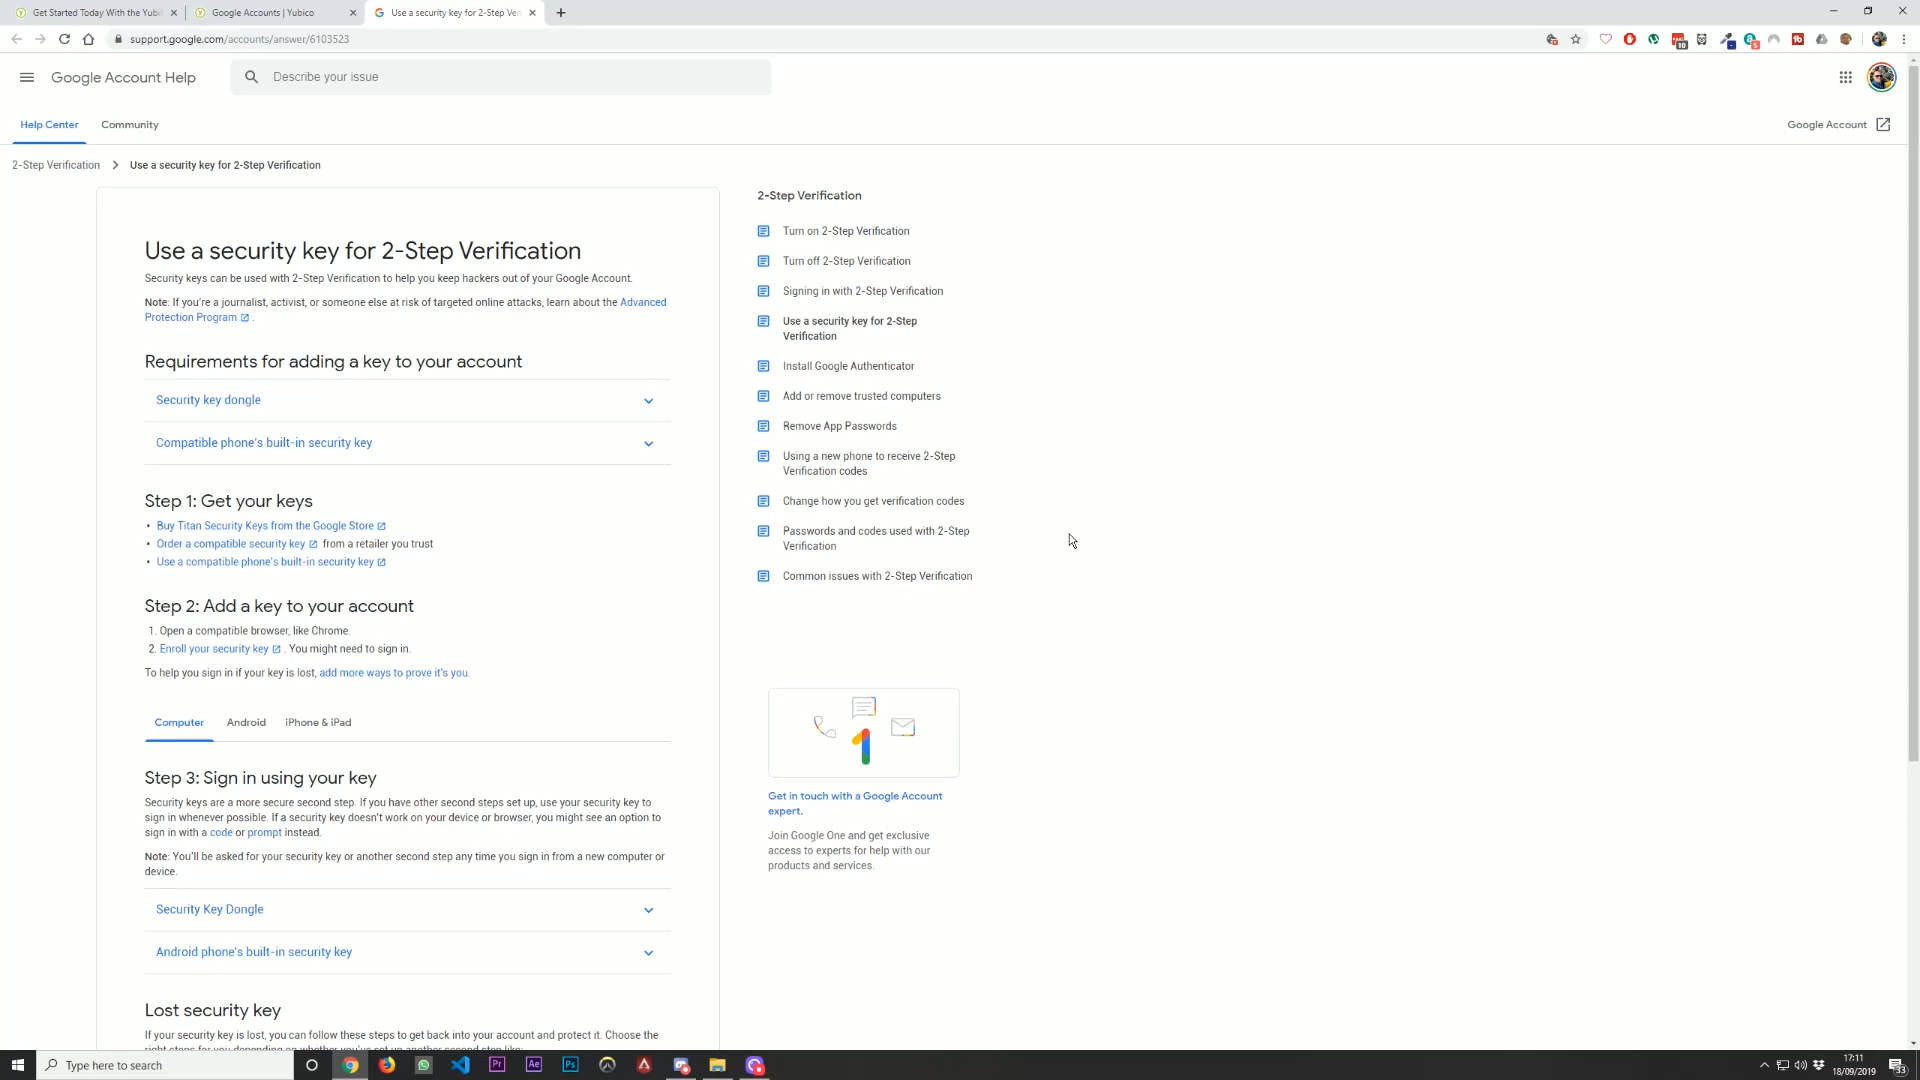 Get Started Today With the Yubi
Google Accounts | Yubico
Use a security key for 2-Step Ver
support.google.com/accounts/answer/6103523
Google Account Help
Describe your issue
Help Center
Community
Google Account
2-Step Verification
Use a security key for 2-Step Verification
Use a security key for 2-Step Verification
Security keys can be used with 2-Step Verification to help you keep hackers out of your Google Account.
Note: If you're a journalist, activist, or someone else at risk of targeted online attacks, learn about the Advanced
Protection Program .
Requirements for adding a key to your account
Security key dongle
Compatible phone's built-in security key
Step 1: Get your keys
• Buy Titan Security Keys from the Google Store
• Order a compatible security key from a retailer you trust
• Use a compatible phone's built-in security key
Step 2: Add a key to your account
1. Open a compatible browser, like Chrome.
2. Enroll your security key . You might need to sign in.
To help you sign in if your key is lost, add more ways to prove it's you.
Computer
Android
iPhone & iPad
Step 3: Sign in using your key
Security keys are a more secure second step. If you have other second steps set up, use your security key to
sign in whenever possible. If a security key doesn't work on your device or browser, you might see an option to
sign in with a code or prompt instead.
Note: You'll be asked for your security key or another second step any time you sign in from a new computer or
device.
Security Key Dongle
Android phone's built-in security key
Lost security key
If your security key is lost, you can follow these steps to get back into your account and protect it. Choose the
right steps for you depending on whether you've set up another second step like:
2-Step Verification
Turn on 2-Step Verification
Turn off 2-Step Verification
Signing in with 2-Step Verification
Use a security key for 2-Step
Verification
Install Google Authenticator
Add or remove trusted computers
Remove App Passwords
Using a new phone to receive 2-Step
Verification codes
Change how you get verification codes
Passwords and codes used with 2-Step
Verification
Common issues with 2-Step Verification
1
Get in touch with a Google Account
expert.
Join Google One and get exclusive
access to experts for help with our
products and services.
Type here to search
Pr
Ae
Ps
17:11
18/09/2019
33